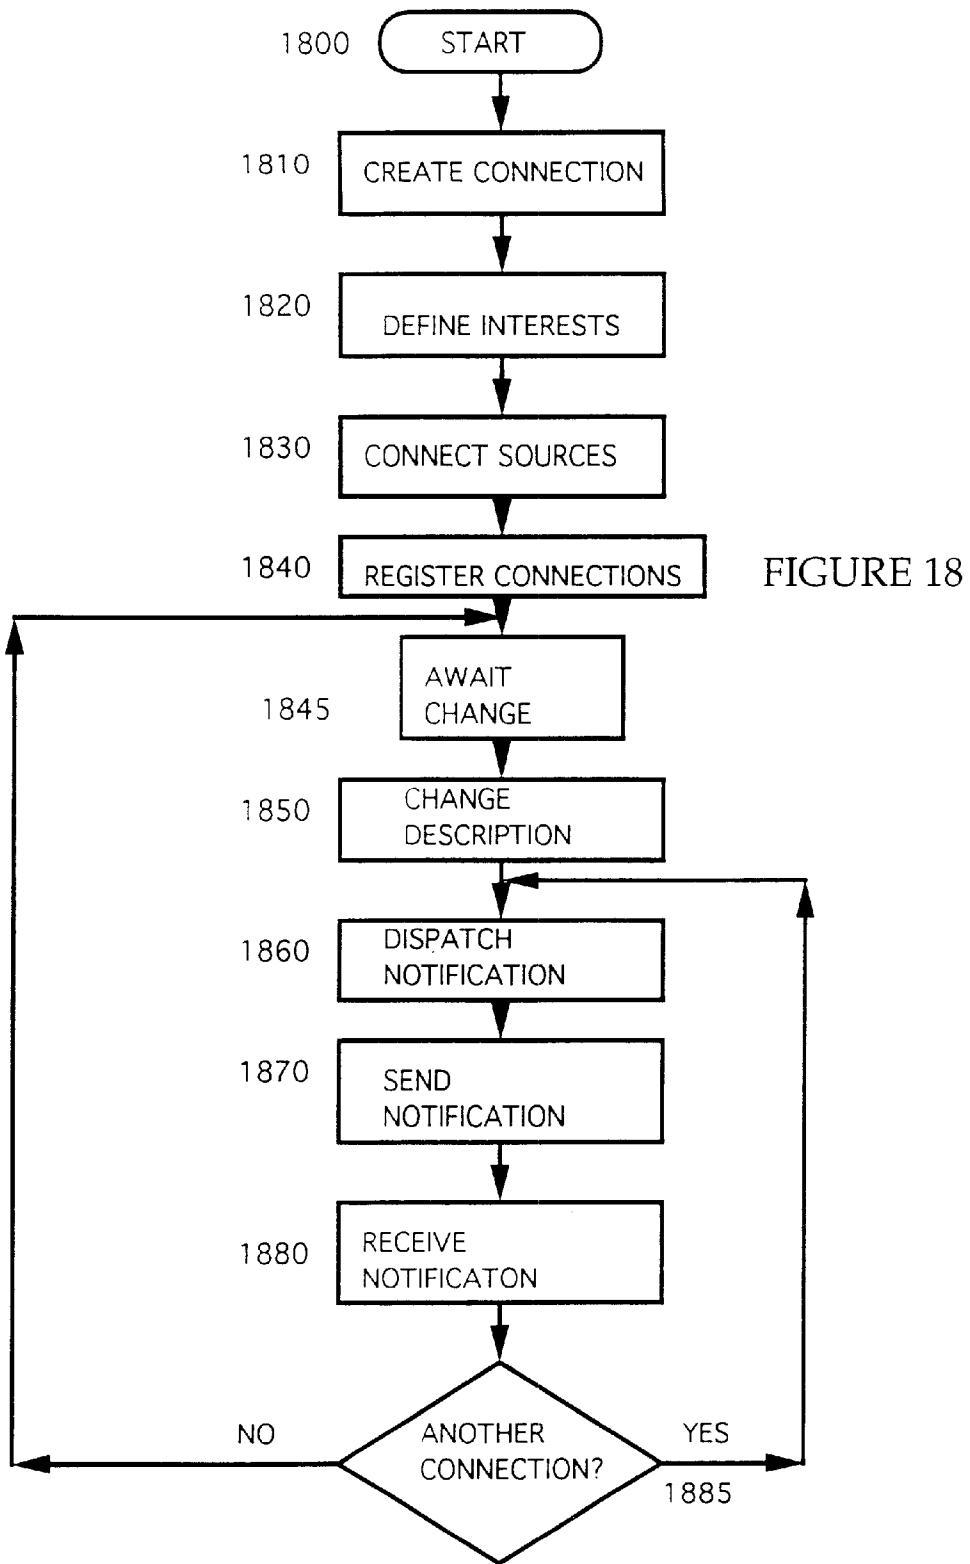 1800 START
1810 CREATE CONNECTION
1820 DEFINE INTERESTS
1830 CONNECT SOURCES
1840 REGISTER CONNECTIONS FIGURE 18
AWAIT
CHANGE
1845
1850 CHANGE
DESCRIPTION
1860 DISPATCH
NOTIFICATION
1870 SEND
NOTIFICATION
1880 RECEIVE
NOTIFICATON
NO ANOTHER YES
CONNECTION?
1885